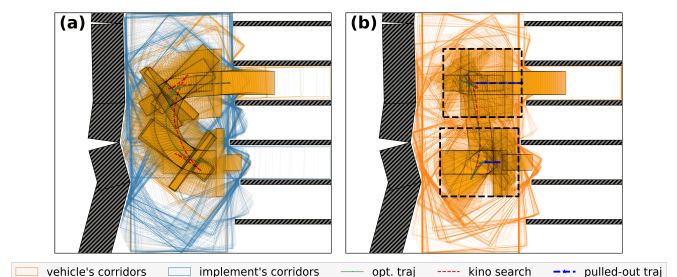 (a) (b)
vehicle's corridors implement's corridors opt. traj kino search pulled-out traj